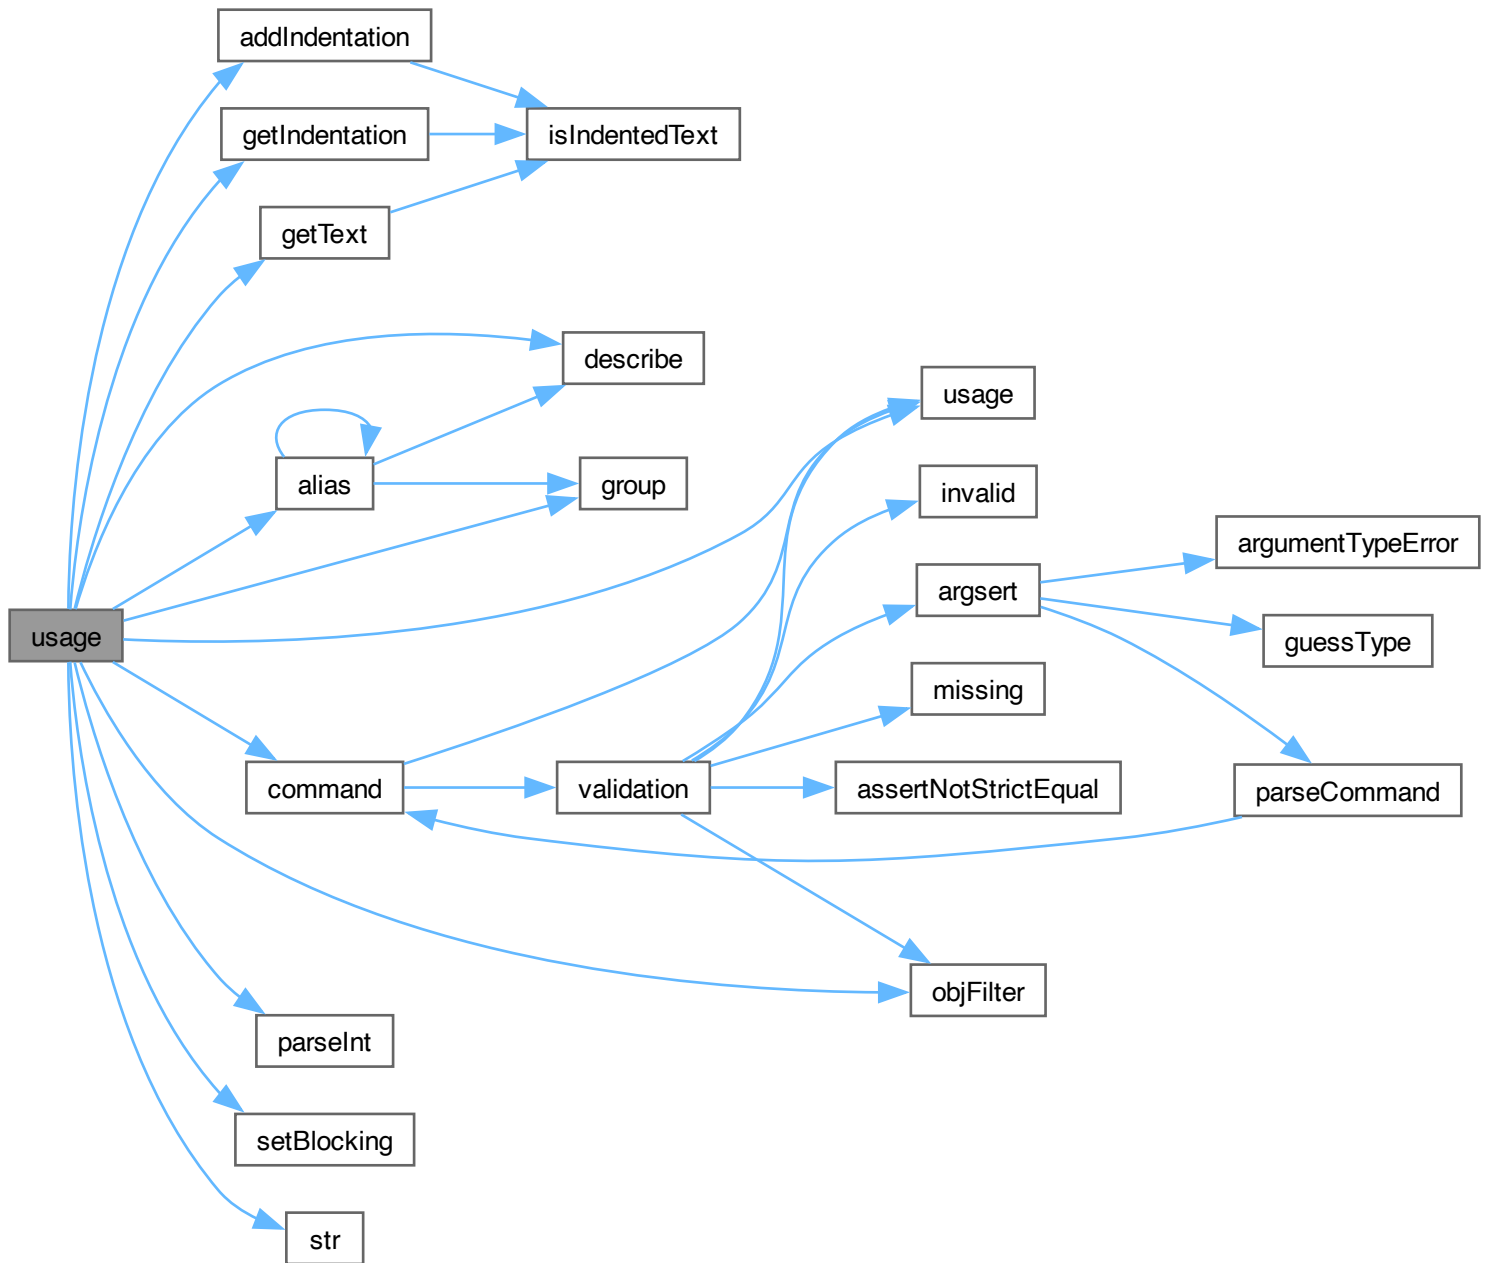 addIndentation
getIndentation
isIndentedText
getText
describe
usage
alias
group
invalid
argumentTypeError
argsert
guessType
usage
missing
command
validation
assertNotStrictEqual
parseCommand
objFilter
parseInt
setBlocking
str